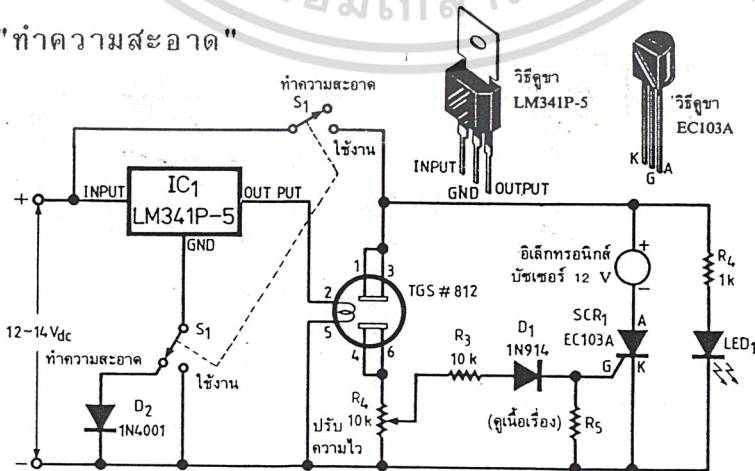 "ทำความสะอาด"
ทำความสะอาด
S1
ใช้งาน
วิธีดูขา
LM341P-5
INPUT
GND
OUTPUT
วิธีดูขา
EC103A
K
G
A
+
INPUT
IC1
LM341P-5
OUT PUT
GND
12~14Vdc
S1
ทำความสะอาด
ใช้งาน
D2
1N4001
-
1
3
2
5
4
6
TGS # 812
R4
10k
ปรับ
ความไว
R3
10 k
D1
1N914
(ดูเนื้อเรื่อง)
R5
อิเล็กทรอนิกส์
บัซเซอร์ 12 V
+
-
SCR1
EC103A
A
G
K
R4
1k
LED1